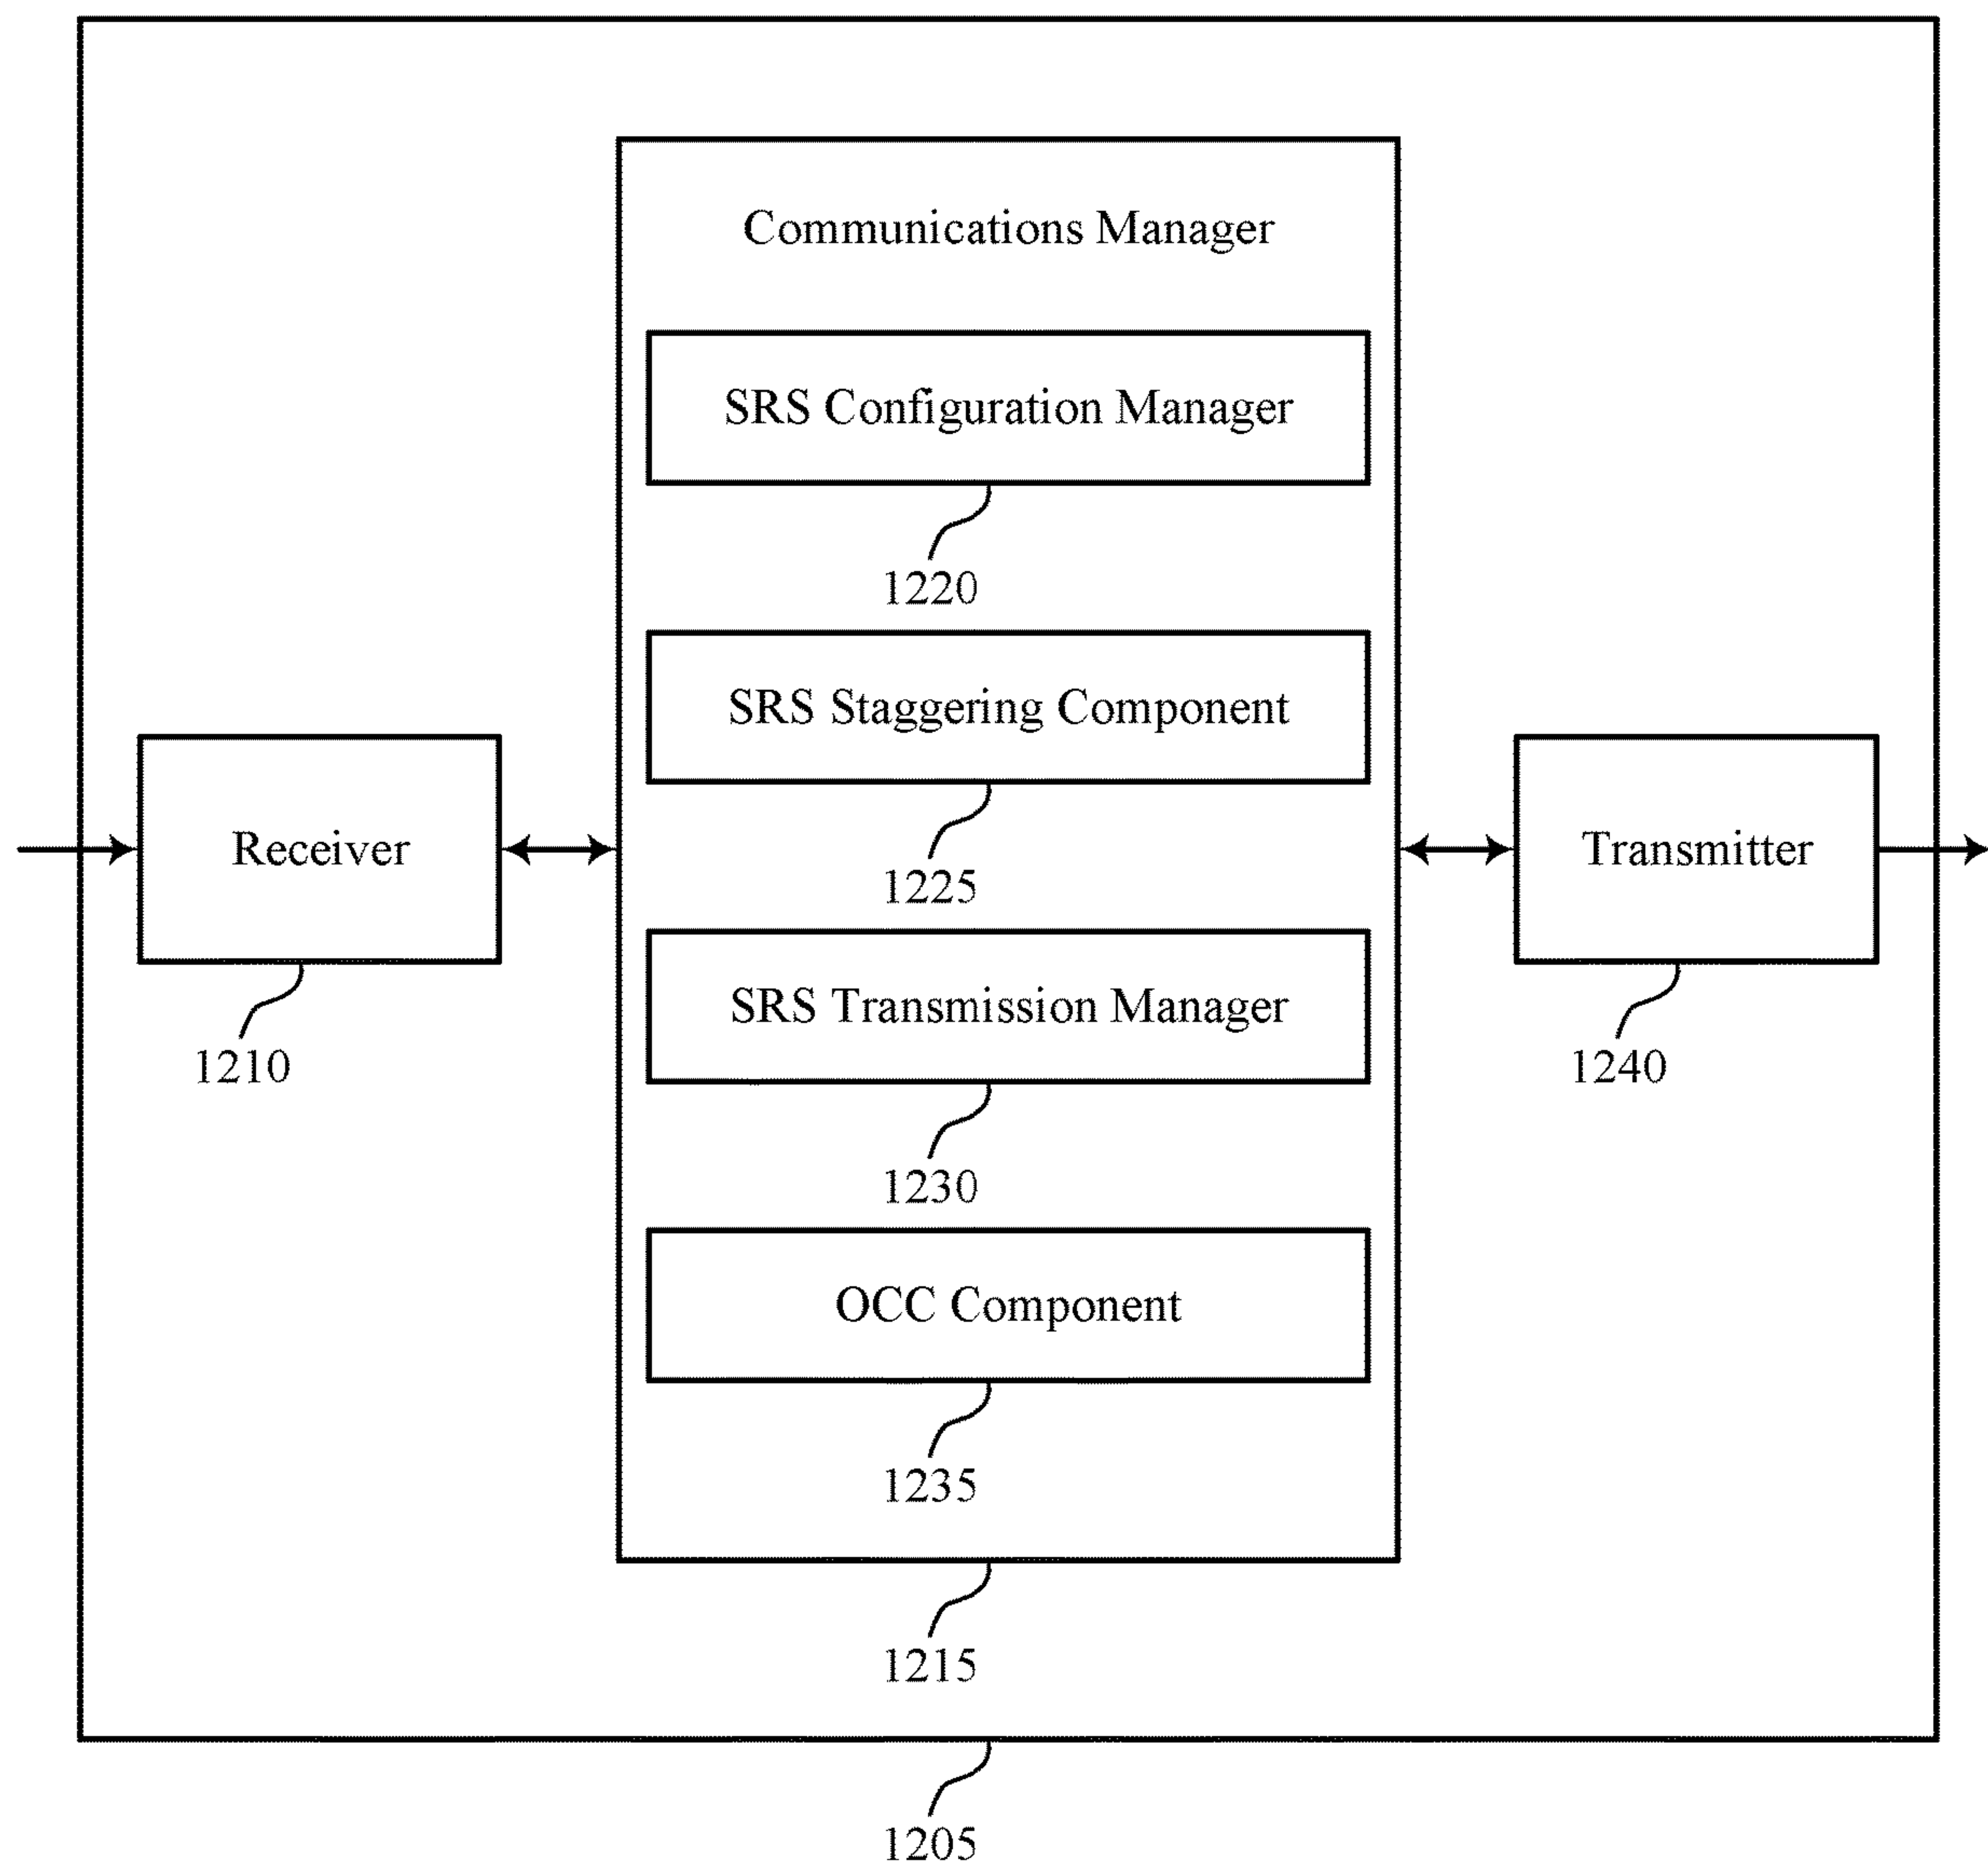 Communications Manager
SRS Configuration Manager
1220
SRS Staggering Component
1225
Receiver
1210
Transmitter
1240
SRS Transmission Manager
1230
OCC Component
1235
1215
1205